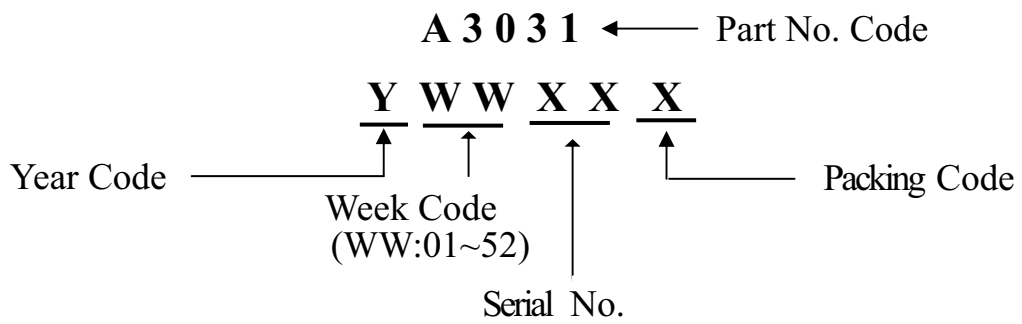 A 3 0 3 1 Part No. Code
Y W W X X X
Year Code Packing Code
Week Code
(WW:01~52)
Serial No.